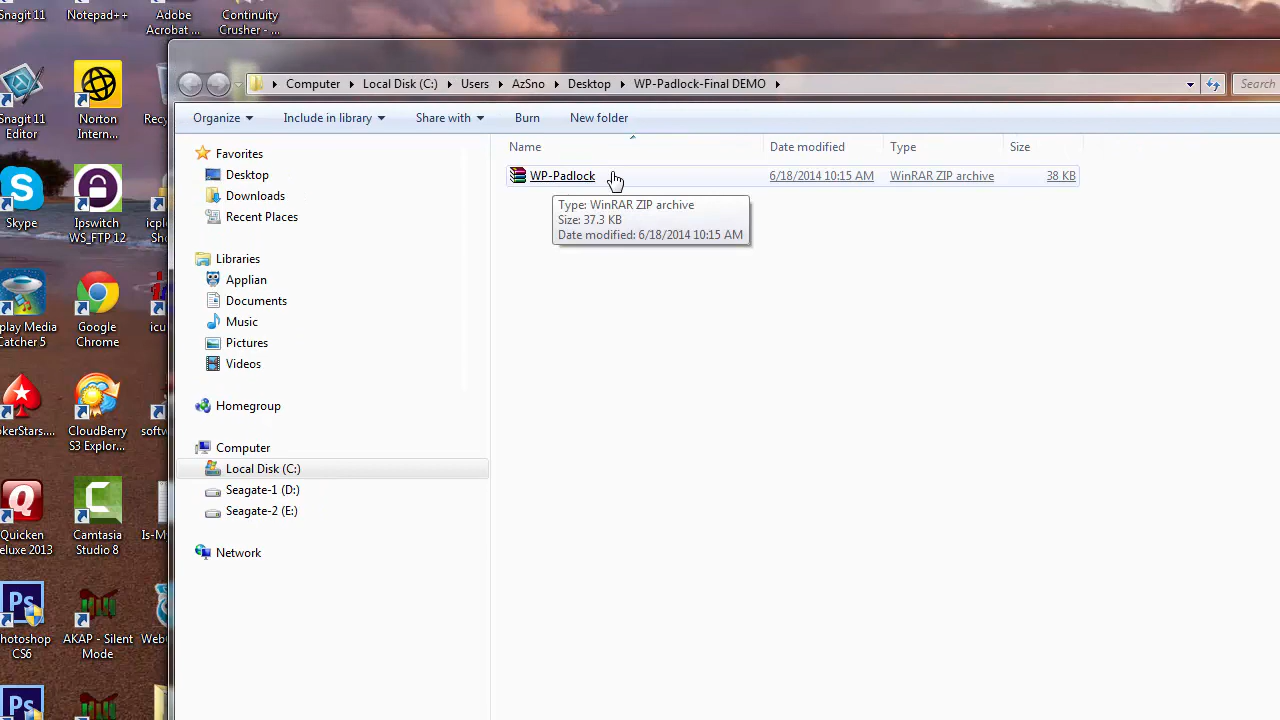 Snagit 11
Notepad++
Adobe
Acrobat ...
Continuity
Crusher - ...
Computer
Local Disk (C:)
Users
AzSno
Desktop
WP-Padlock-Final DEMO
Search
Organize
Include in library
Share with
Burn
New folder
Name
Date modified
Type
Size
WP-Padlock
6/18/2014 10:15 AM
WinRAR ZIP archive
38 KB
Type: WinRAR ZIP archive
Size: 37.3 KB
Date modified: 6/18/2014 10:15 AM
Favorites
Desktop
Downloads
Recent Places
Libraries
Applian
Documents
Music
Pictures
Videos
Homegroup
Computer
Local Disk (C:)
Seagate-1 (D:)
Seagate-2 (E:)
Network
Snagit 11
Editor
Norton
Intern...
Skype
Ipswitch
WS_FTP 12
play Media
Catcher 5
Google
Chrome
kerStars....
CloudBerry
S3 Explor...
Quicken
eluxe 2013
Camtasia
Studio 8
Ps
hotoshop
CS6
AKAP - Silent
Mode
Ps